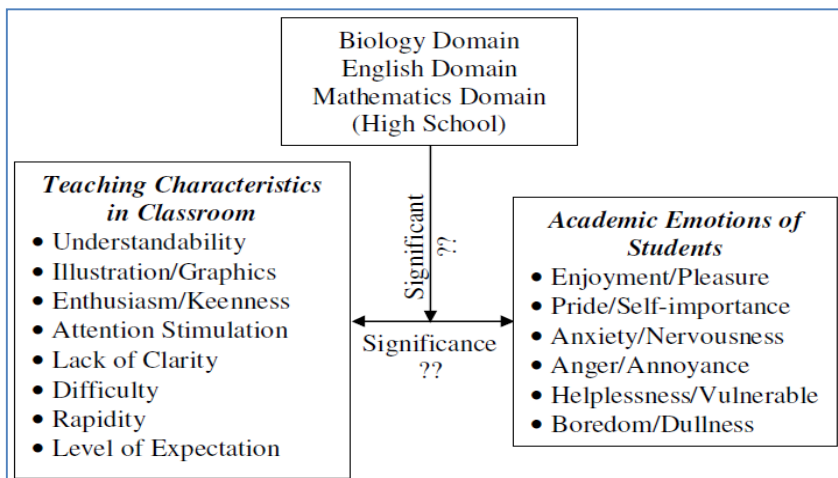 Biology Domain
English Domain
Mathematics Domain
(High School)
Teaching Characteristics
in Classroom
• Understandability
• Illustration/Graphics
• Enthusiasm/Keenness
• Attention Stimulation
• Lack of Clarity
• Difficulty
• Rapidity
• Level of Expectation
Significant
??
Significance
??
Academic Emotions of
Students
• Enjoyment/Pleasure
• Pride/Self-importance
• Anxiety/Nervousness
• Anger/Annoyance
• Helplessness/Vulnerable
• Boredom/Dullness